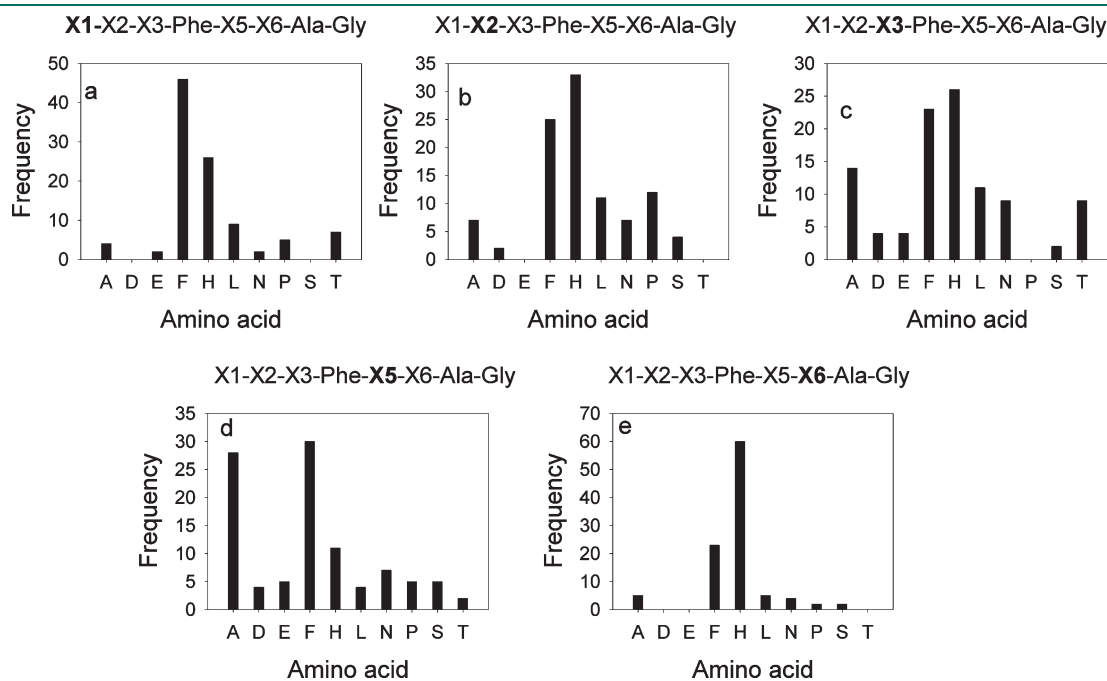 X1-X2-X3-Phe-X5-X6-Ala-Gly
50
40
30
20
10
0
Frequency
a
A D E F H L N P S T
Amino acid
X1-X2-X3-Phe-X5-X6-Ala-Gly
35
30
25
20
15
10
5
0
Frequency
b
A D E F H L N P S T
Amino acid
X1-X2-X3-Phe-X5-X6-Ala-Gly
30
25
20
15
10
5
0
Frequency
c
A D E F H L N P S T
Amino acid
X1-X2-X3-Phe-X5-X6-Ala-Gly
35
30
25
20
15
10
5
0
Frequency
d
A D E F H L N P S T
Amino acid
X1-X2-X3-Phe-X5-X6-Ala-Gly
70
60
50
40
30
20
10
0
Frequency
e
A D E F H L N P S T
Amino acid